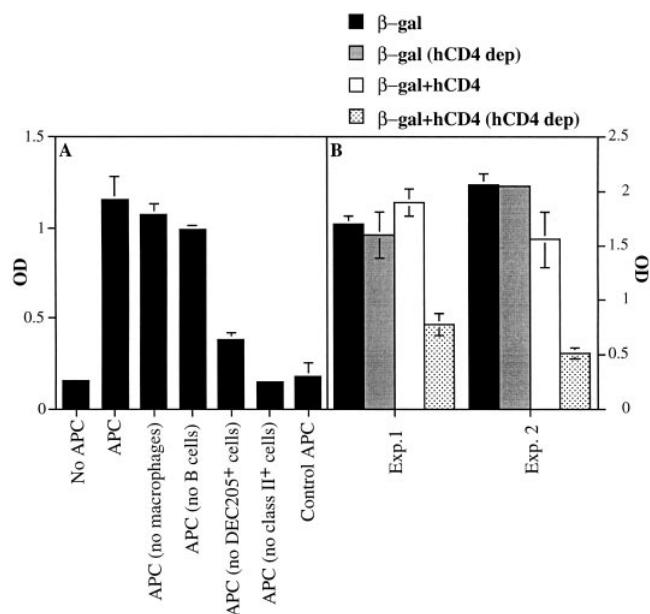 β-gal
β-gal (hCD4 dep)
β-gal+hCD4
β-gal+hCD4 (hCD4 dep)
A
B
1.5
1
0.5
0
OD
2.5
2
1.5
1
0.5
0
OD
No APC
APC
APC (no macrophages)
APC (no B cells)
APC (no DEC205+ cells)
APC (no class II+ cells)
Control APC
Exp.1
Exp. 2